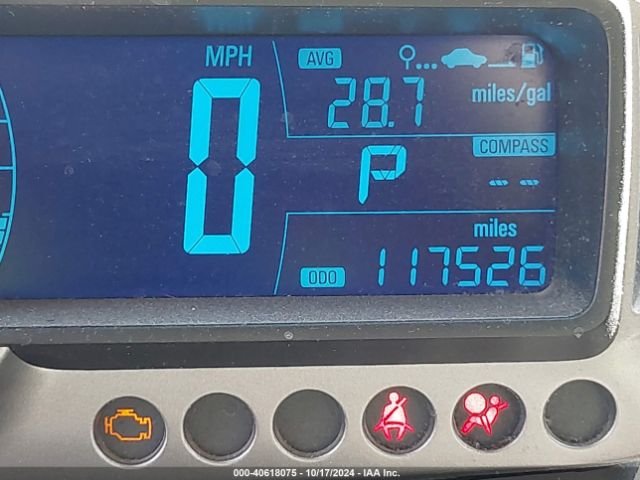 MPH
0
AVG
28.7 miles/gal
P
COMPASS
-- --
miles
ODO 117526
000-40618075 - 10/17/2024 - IAA Inc.